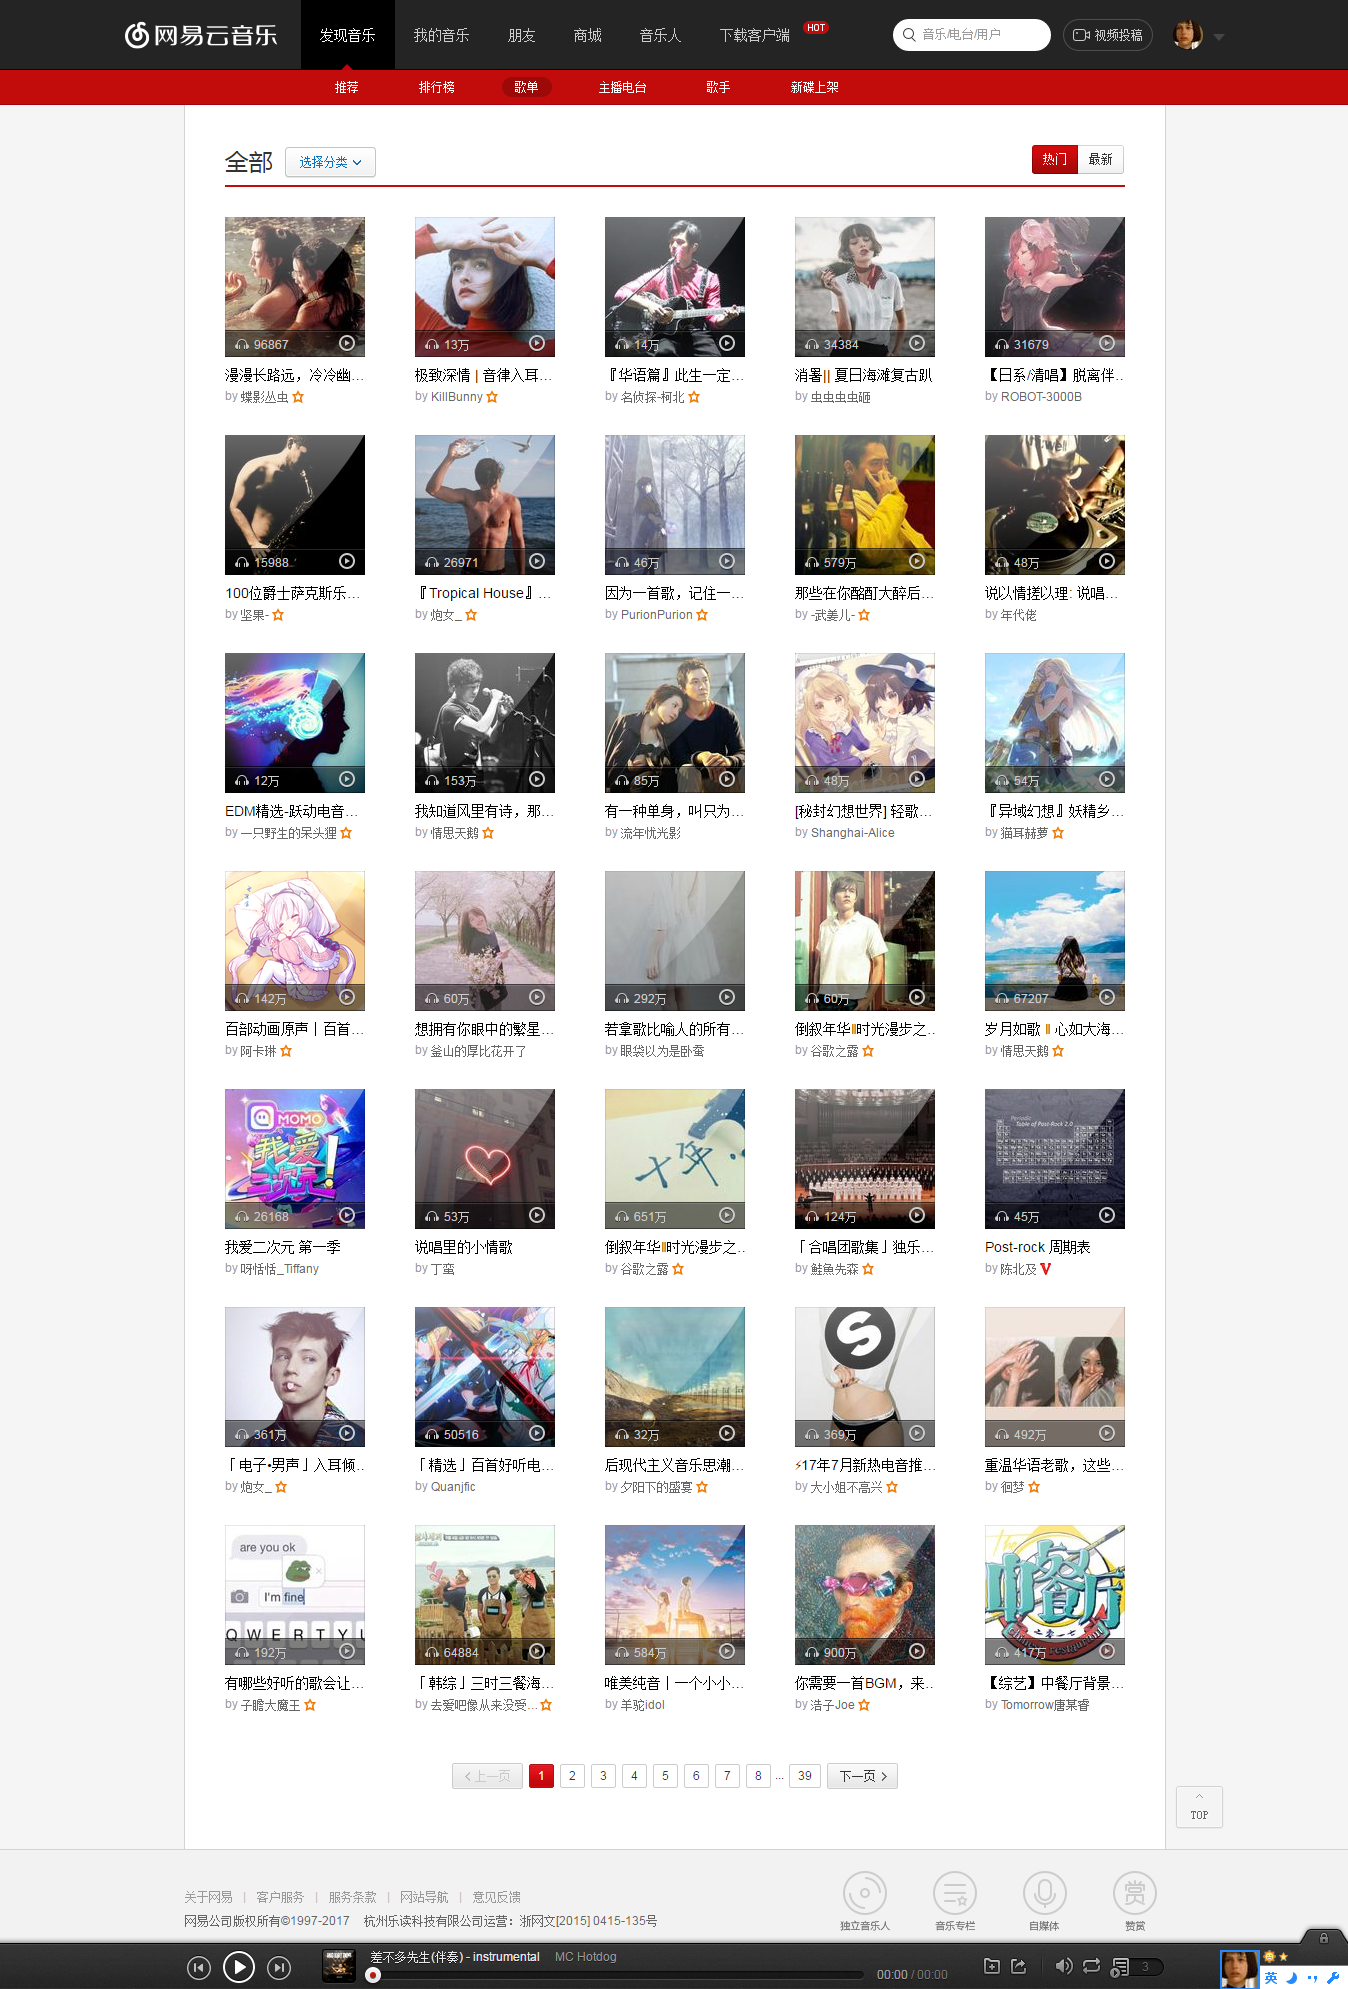 网易云音乐
发现音乐 我的音乐 朋友 商城 音乐人 下载客户端 HOT
音乐/电台/用户
视频投稿
推荐 排行榜 歌单 主播电台 歌手 新碟上架
全部 选择分类 热门 最新
96867 13万 14万 34384 31679
漫漫长路远，冷冷幽... 极致深情 | 音律入耳... 『华语篇』此生一定... 消暑|| 夏日海滩复古趴 【日系/清唱】脱离伴...
by 蝶影丛虫 by KillBunny by 名侦探-柯北 by 虫虫虫虫砸 by ROBOT-3000B
15988 26971 46万 579万 48万
100位爵士萨克斯乐... 『Tropical House』... 因为一首歌，记住一... 那些在你酩酊大醉后... 说以情搓以理: 说唱...
by 坚果- by 炮女_ by PurionPurion by -武姜儿- by 年代佬
12万 153万 85万 48万 54万
EDM精选-跃动电音... 我知道风里有诗，那... 有一种单身，叫只为... [秘封幻想世界] 轻歌... 『异域幻想』妖精乡...
by 一只野生的呆头狸 by 情思天鹅 by 流年忧光影 by Shanghai-Alice by 猫耳赫萝
142万 60万 292万 60万 67207
百部动画原声丨百首... 想拥有你眼中的繁星... 若拿歌比喻人的所有... 倒叙年华‖时光漫步之... 岁月如歌 ‖ 心如大海...
by 阿卡琳 by 釜山的厚比花开了 by 眼袋以为是卧蚕 by 谷歌之露 by 情思天鹅
MOMO
我爱二次元!
十年
Periodic
Table of Post-Rock 2.0
26168 53万 651万 124万 45万
我爱二次元 第一季 说唱里的小情歌 倒叙年华‖时光漫步之... 「合唱团歌集」独乐... Post-rock 周期表
by 呀恬恬_Tiffany by 丁蛮 by 谷歌之露 by 鮭魚先森 by 陈北及
361万 50516 32万 369万 492万
「电子•男声」入耳倾... 「精选」百首好听电... 后现代主义音乐思潮... ⚡17年7月新热电音推... 重温华语老歌，这些...
by 炮女_ by Quanjfic by 夕阳下的盛宴 by 大小姐不高兴 by 徊梦
are you ok
I'm fine
Q W E R T Y U
中餐厅
192万 64884 584万 900万 417万
有哪些好听的歌会让... 「韩综」三时三餐海... 唯美纯音丨一个小小... 你需要一首BGM，来... 【综艺】中餐厅背景...
by 子瞻大魔王 by 去爱吧像从来没受... by 羊驼idol by 浩子Joe by Tomorrow唐某睿
上一页 1 2 3 4 5 6 7 8 ... 39 下一页
TOP
关于网易 | 客户服务 | 服务条款 | 网站导航 | 意见反馈
网易公司版权所有©1997-2017 杭州乐读科技有限公司运营：浙网文[2015] 0415-135号
独立音乐人 音乐专栏 自媒体 赞赏
差不多先生(伴奏) - instrumental MC Hotdog
00:00 / 00:00
3
英